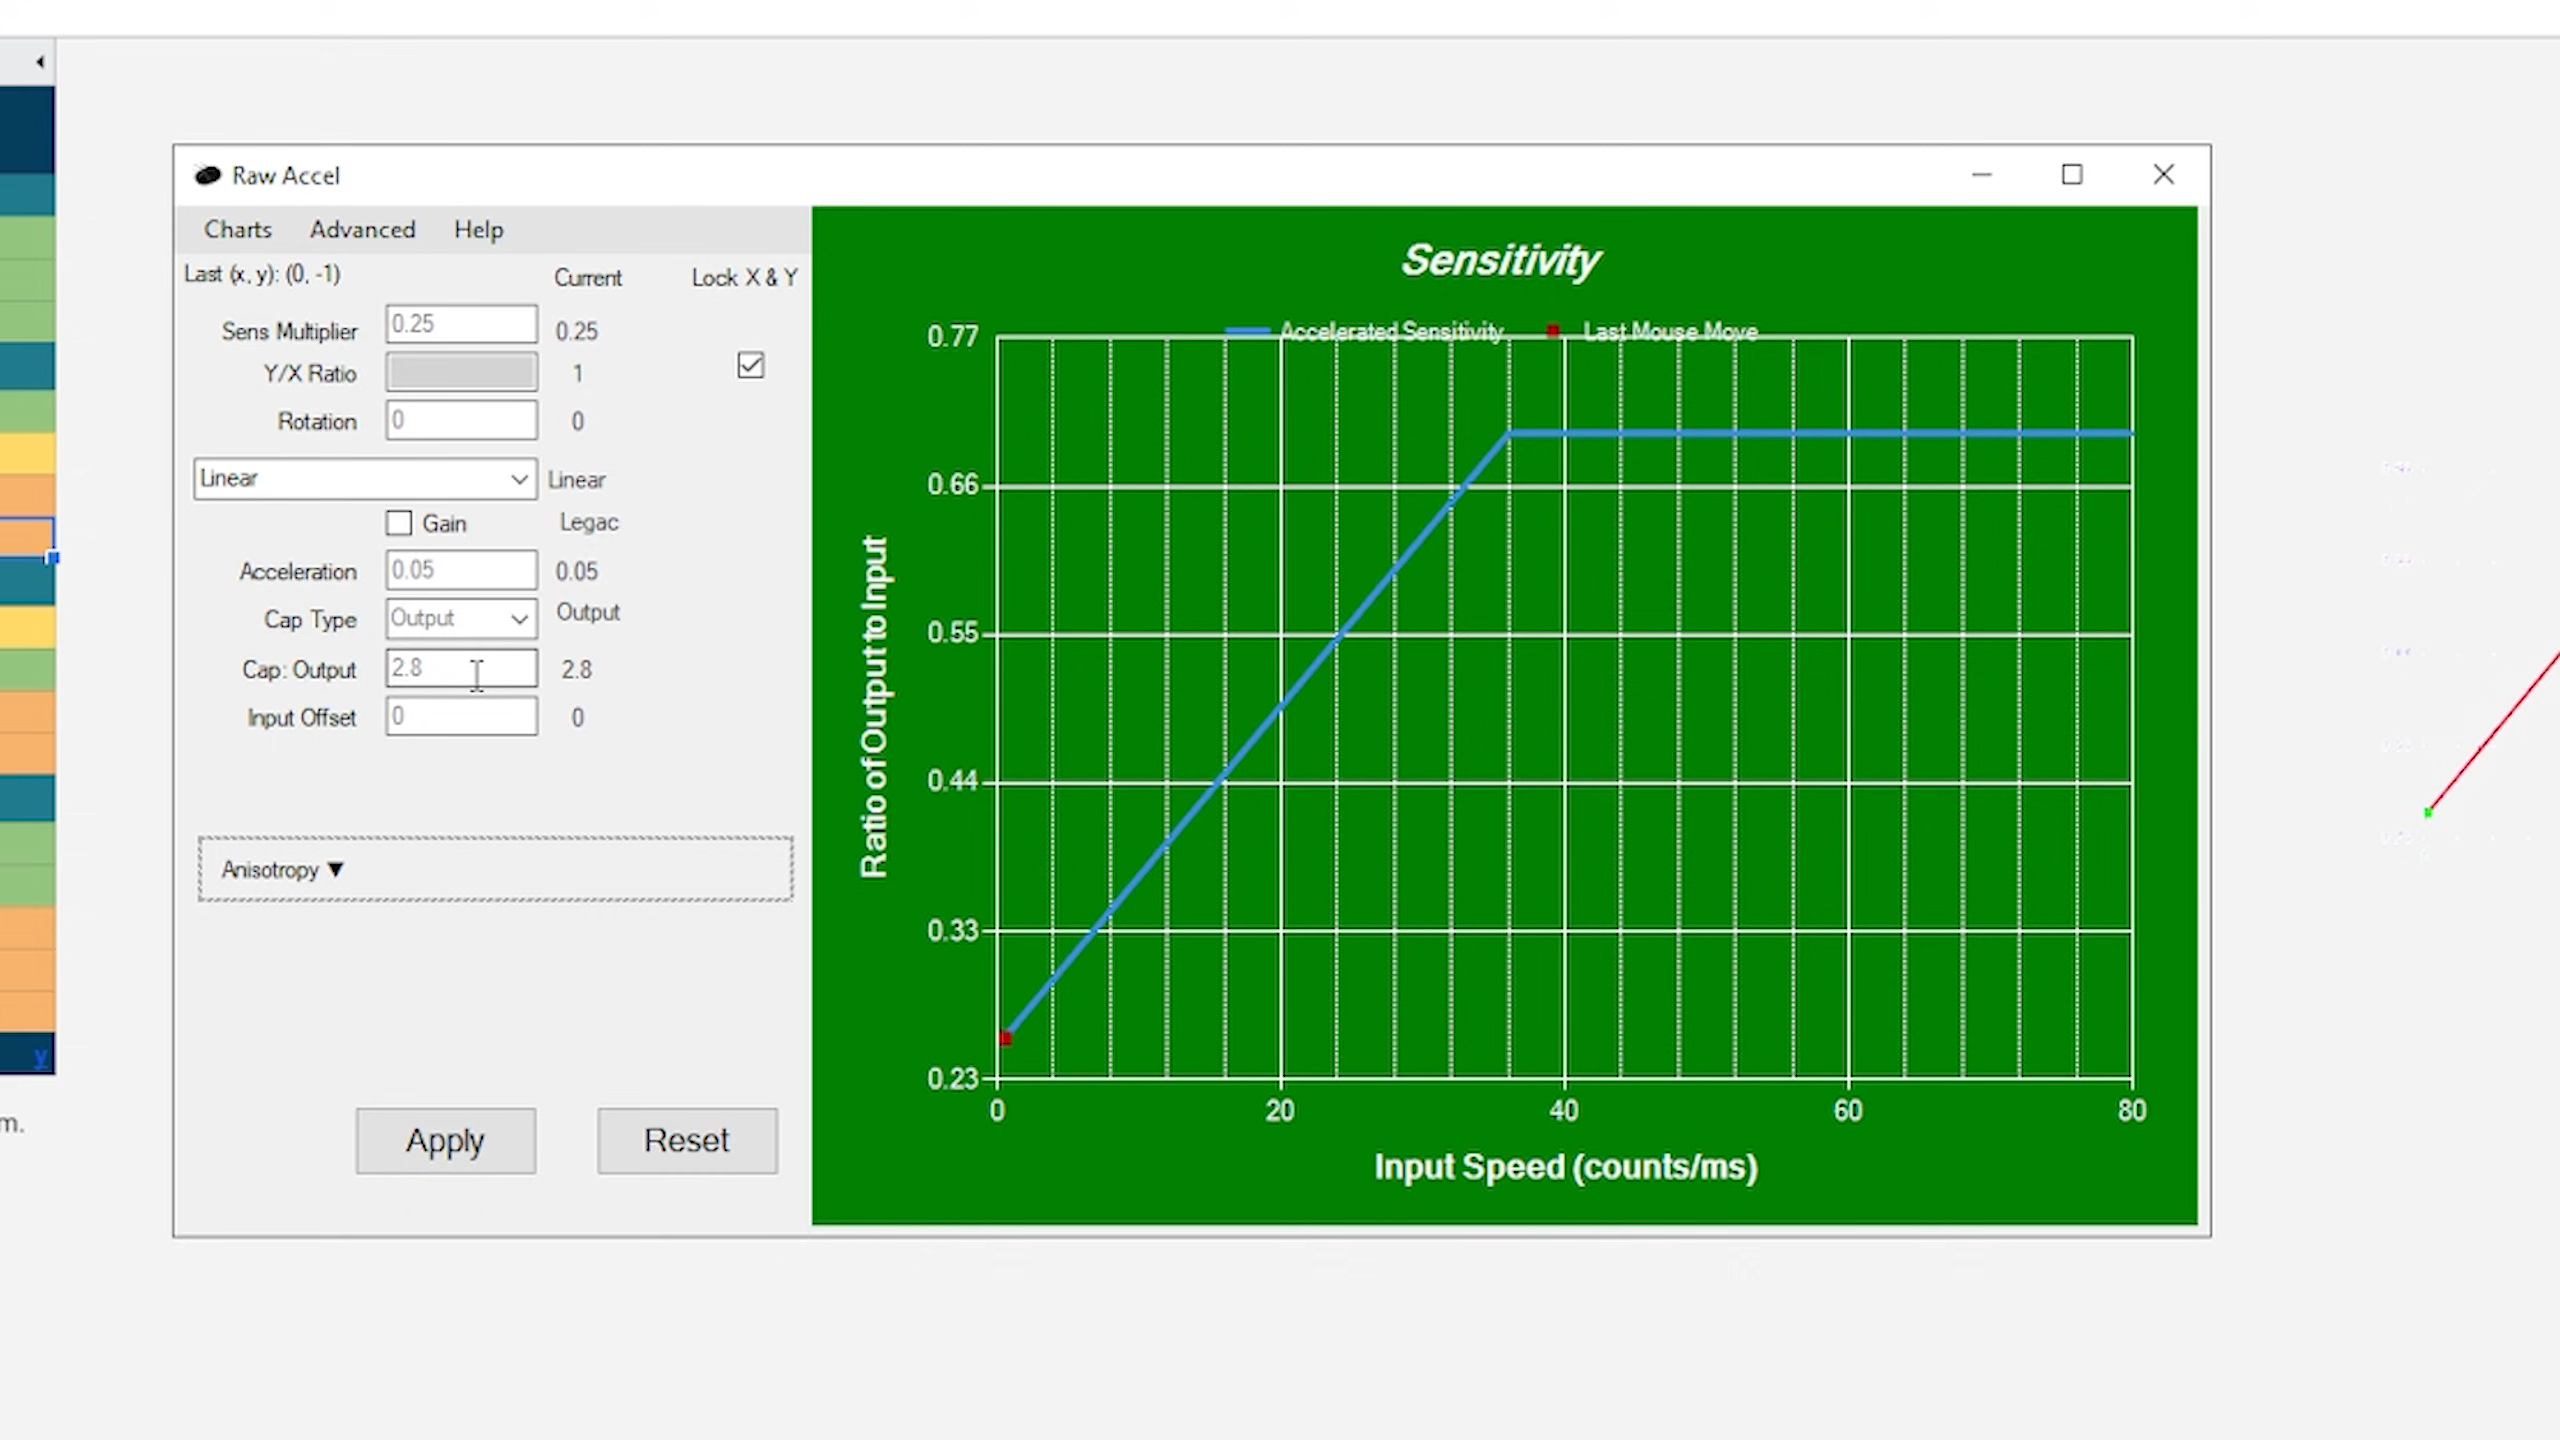 Raw Accel
Charts Advanced Help
Last (x, y): (0, -1) Current Lock X & Y
Sens Multiplier 0.25 0.25
Y/X Ratio 1
Rotation 0 0
Linear Linear
Gain Legac
Acceleration 0.05 0.05
Cap Type Output Output
Cap: Output 2.8 2.8
Input Offset 0 0
Anisotropy ▼
Apply Reset
Sensitivity
Accelerated Sensitivity Last Mouse Move
0.77
0.66
0.55
0.44
0.33
0.23
Ratio of Output to Input
0 20 40 60 80
Input Speed (counts/ms)
y
m.